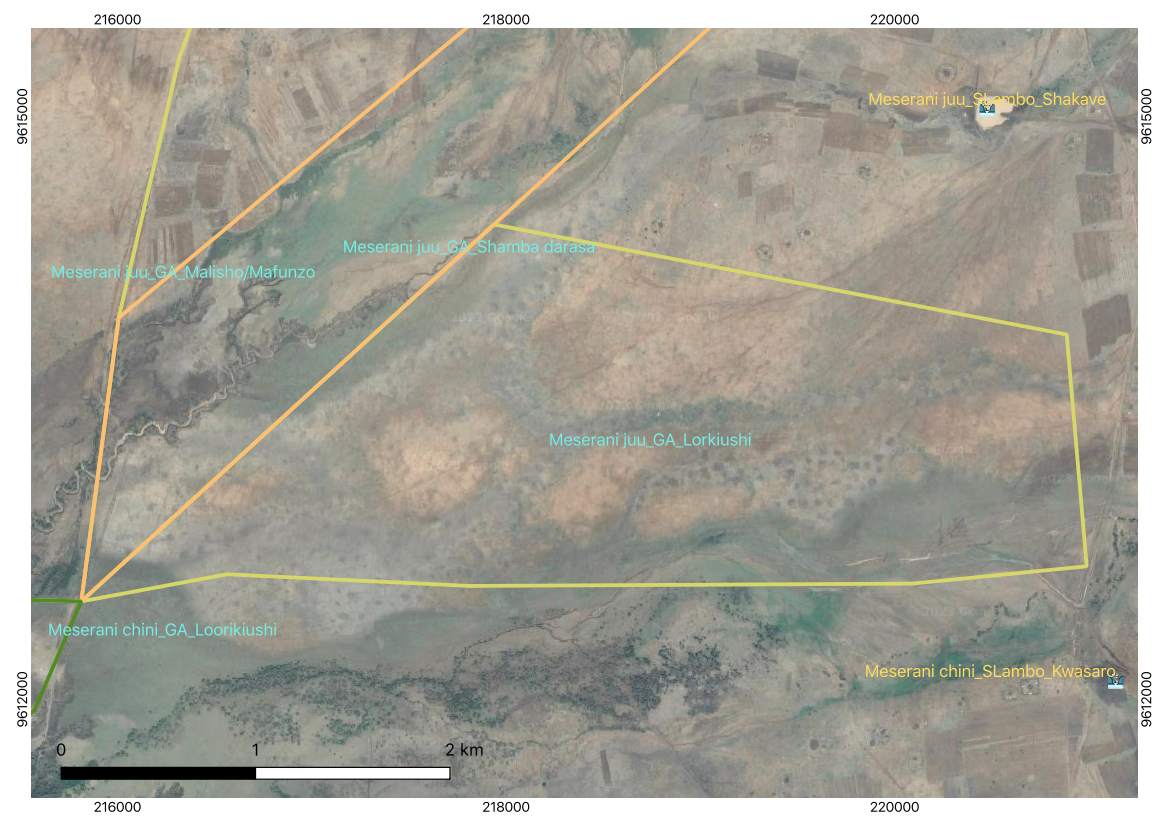 216000 218000 220000
9615000 9615000
Meserani juu_SLambo_Shakave
Meserani juu_GA_Shamba darasa
Meserani juu_GA_Malisho/Mafunzo
Meserani juu_GA_Lorkiushi
Meserani chini_GA_Loorikiushi
Meserani chini_SLambo_Kwasaro
9612000 9612000
0 1 2 km
216000 218000 220000